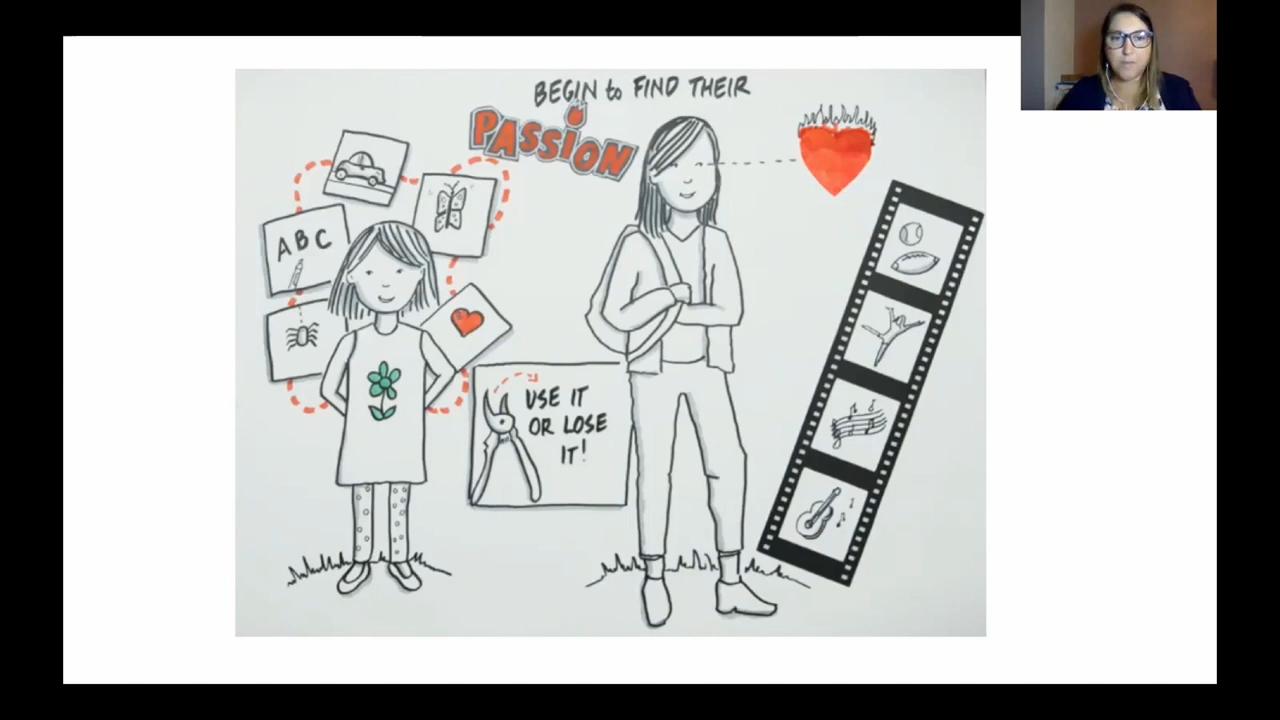 BEGIN to FIND THEIR
PASSION
ABC
USE IT
OR LOSE
IT!